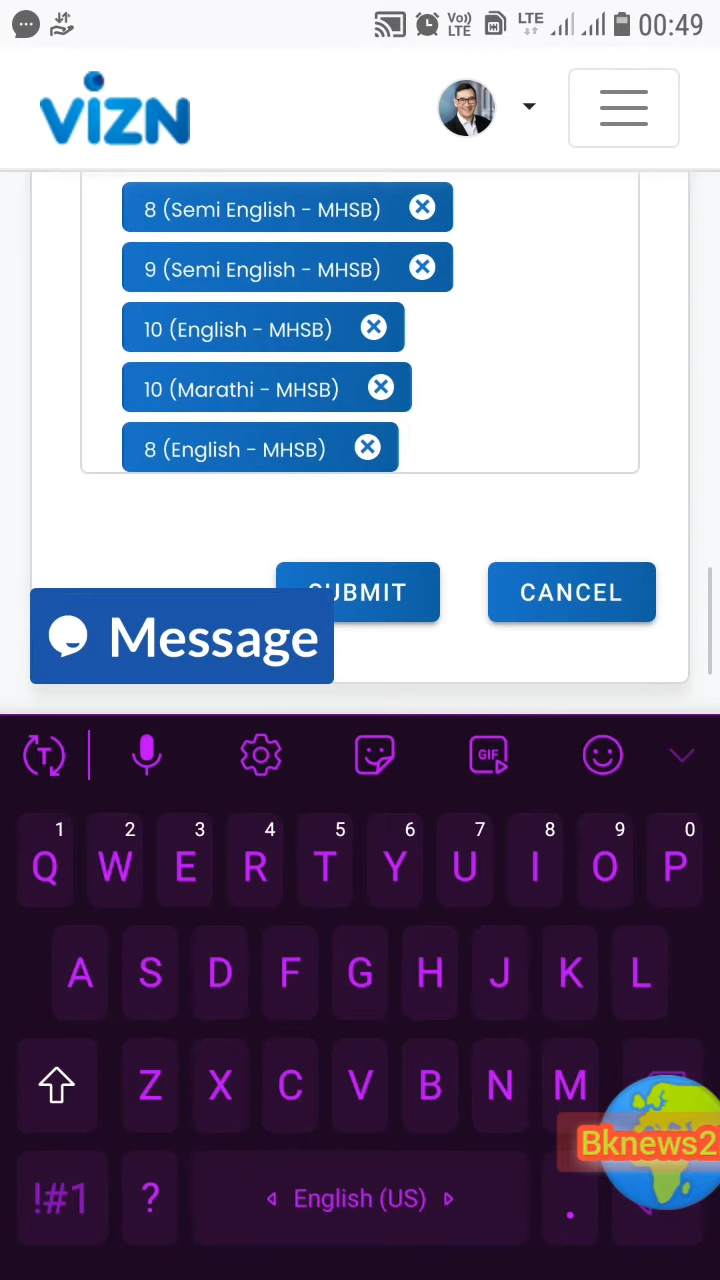 Vo)) LTE LTE 00:49
VIZN
8 (Semi English - MHSB)
9 (Semi English - MHSB)
10 (English - MHSB)
10 (Marathi - MHSB)
8 (English - MHSB)
SUBMIT CANCEL
Message
T GIF
1 2 3 4 5 6 7 8 9 0
Q W E R T Y U I O P
A S D F G H J K L
Z X C V B N M
Bknews2
!#1 ? English (US) .